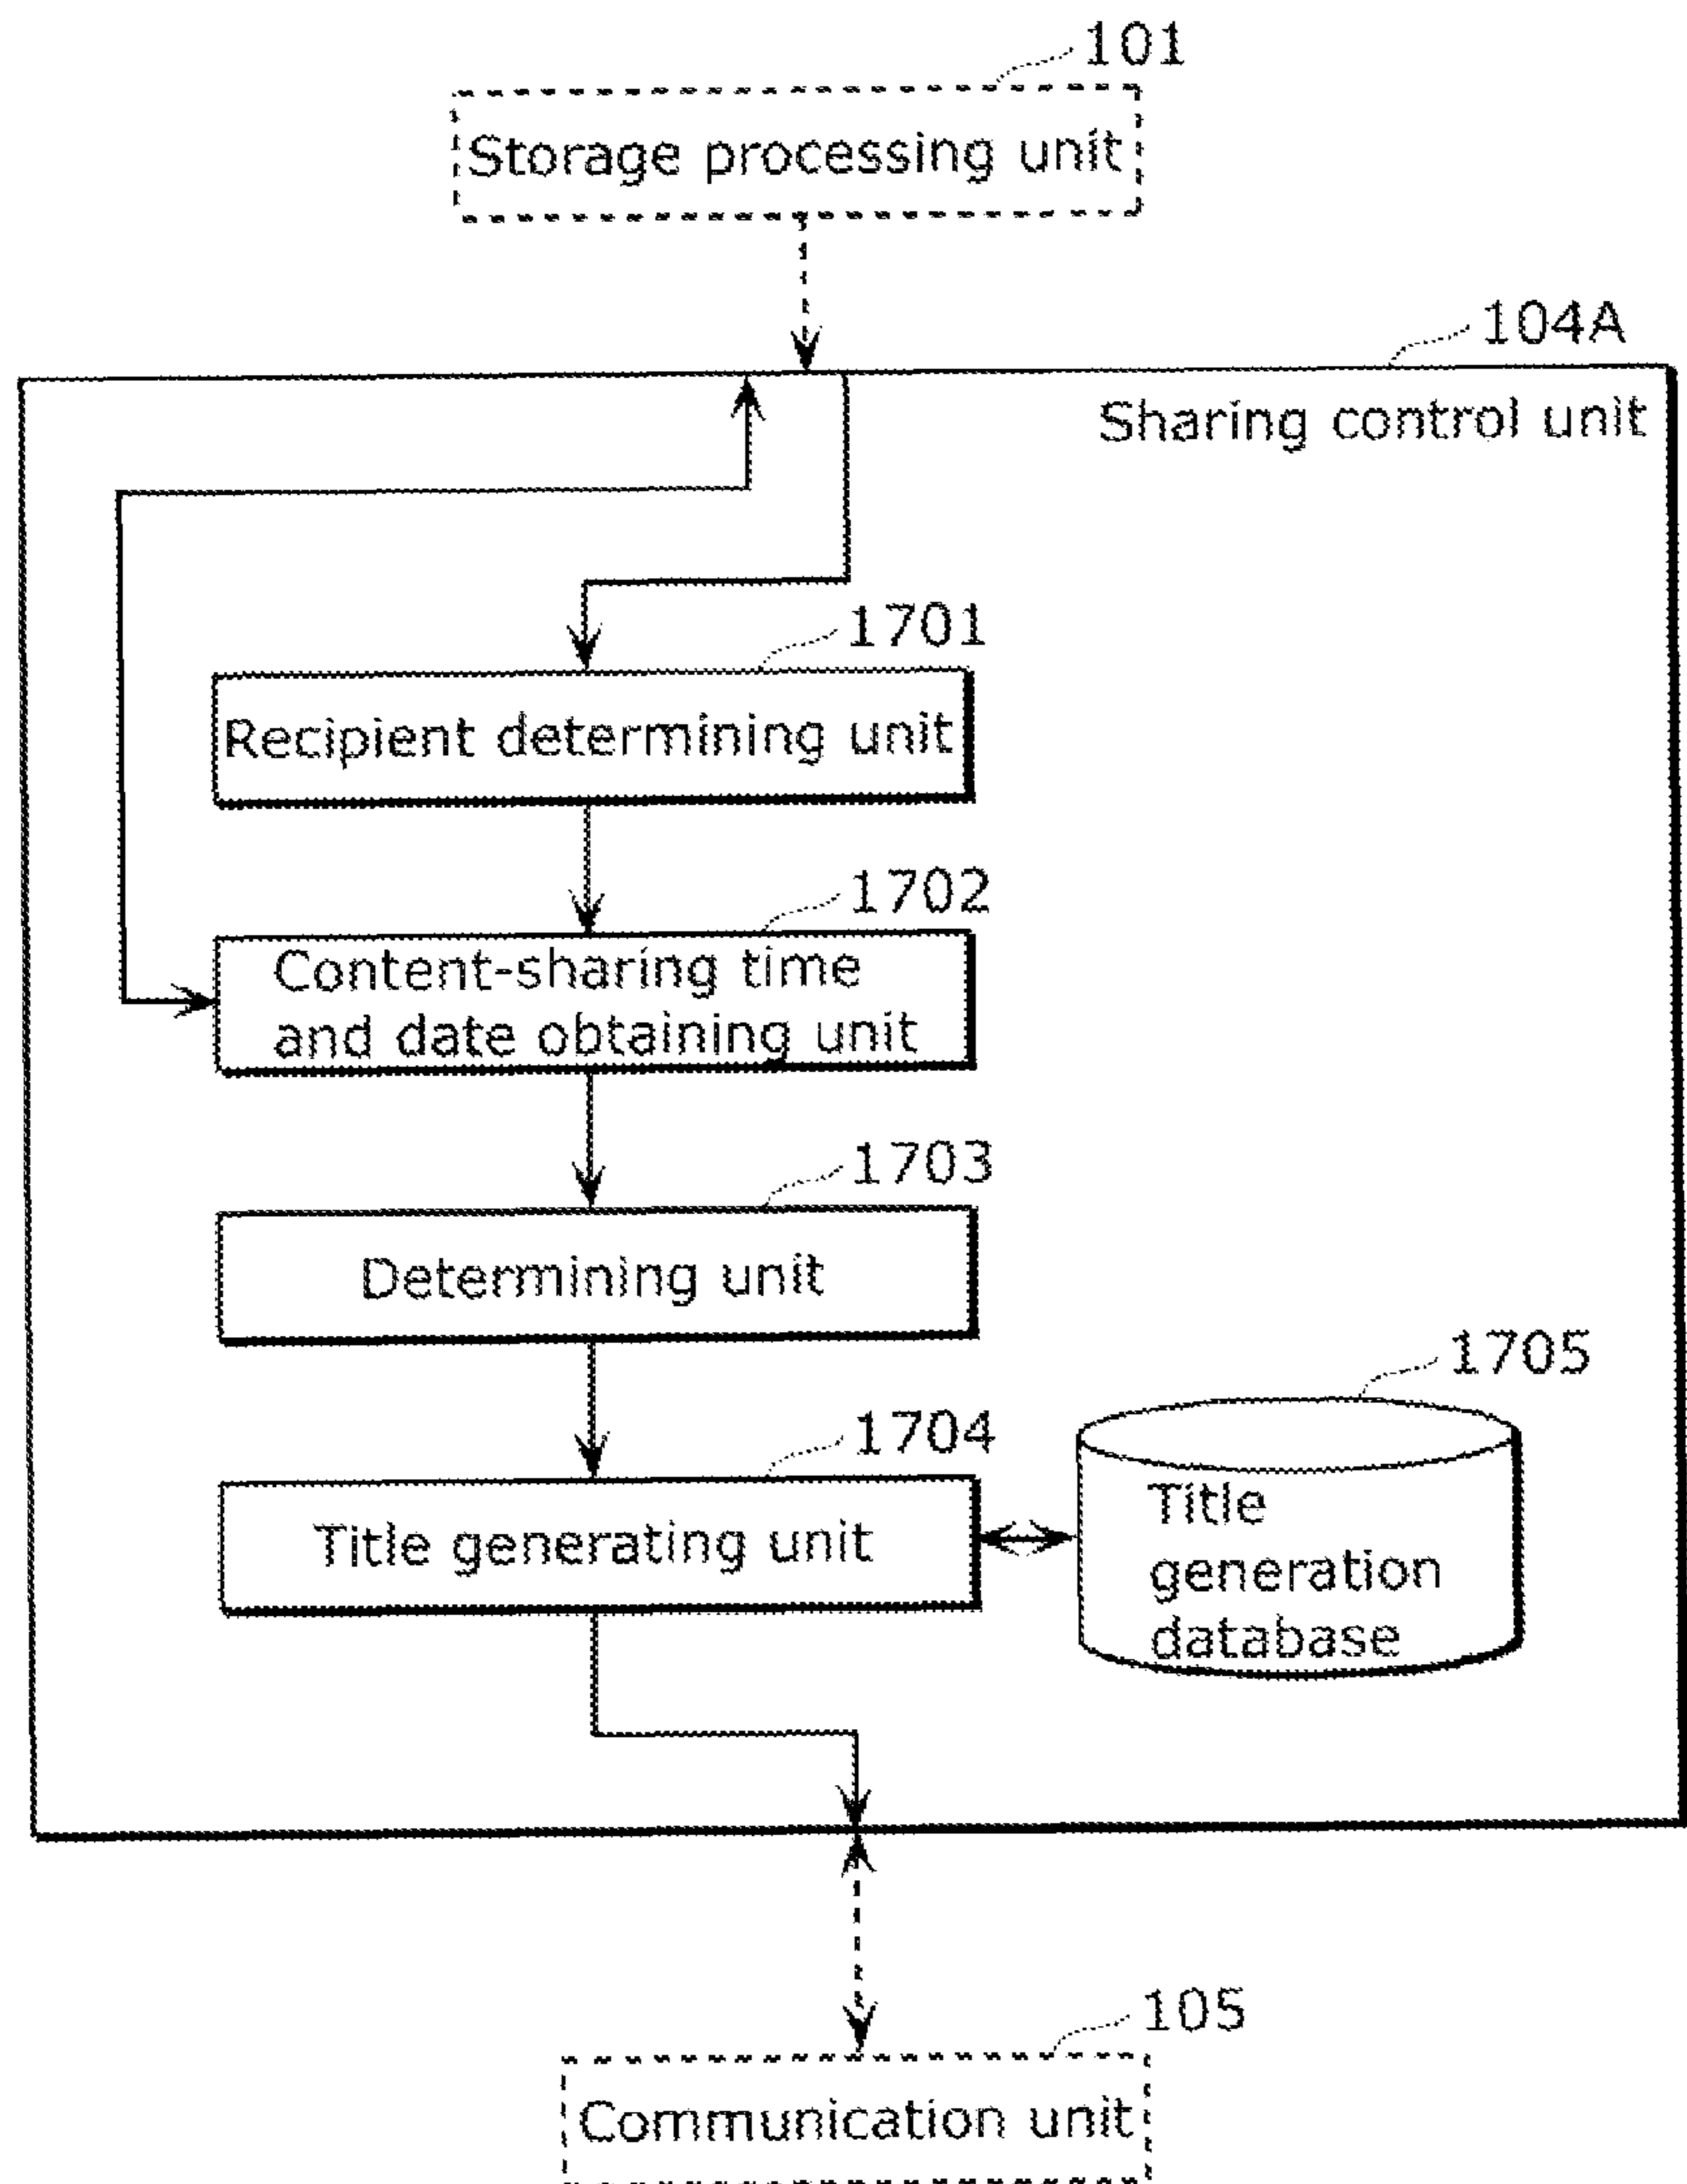 101
Storage processing unit
104A
Sharing control unit
1701
Recipient determining unit
1702
Content-sharing time
and date obtaining unit
1703
Determining unit
1704
Title generating unit
1705
Title
generation
database
105
Communication unit